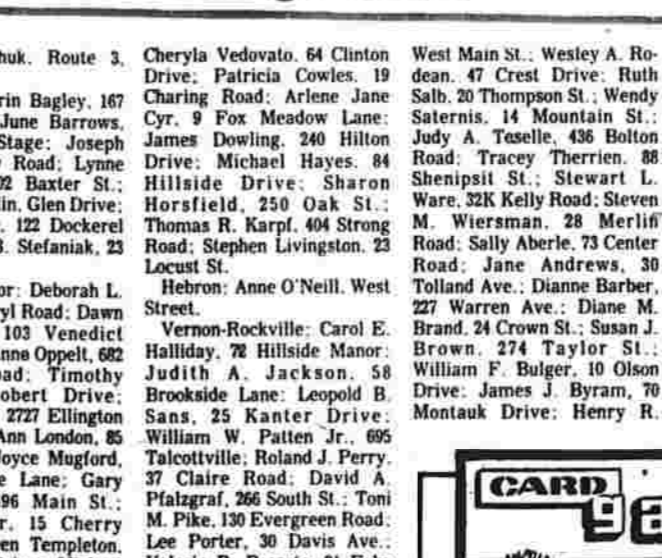 huk. Route 3.
rin Bagley. 167
June Barrows.
Stage; Joseph
Road; Lynne
02 Baxter St.;
lin. Glen Drive;
122 Dockerel
Stefaniak, 23
or: Deborah L.
yl Road; Dawn
103 Venedict
nne Oppelt, 682
ad; Timothy
obert Drive;
2727 Ellington
Ann London, 85
oyce Mugford,
e Lane; Gary
96 Main St.;
r. 15 Cherry
en Templeton.
Cheryla Vedovato. 64 Clinton
Drive; Patricia Cowles. 19
Charing Road; Arlene Jane
Cyr. 9 Fox Meadow Lane;
James Dowling. 240 Hilton
Drive; Michael Hayes. 84
Hillside Drive; Sharon
Horsfield, 250 Oak St.;
Thomas R. Karpf. 404 Strong
Road; Stephen Livingston. 23
Locust St.
Hebron: Anne O'Neill. West
Street.
Vernon-Rockville: Carol E.
Halliday, 72 Hillside Manor;
Judith A. Jackson. 58
Brookside Lane; Leopold B.
Sans, 25 Kanter Drive;
William W. Patten Jr., 695
Talcottville; Roland J. Perry.
37 Claire Road; David A.
Pfalzgraf, 266 South St.; Toni
M. Pike, 130 Evergreen Road;
Lee Porter, 30 Davis Ave.;
West Main St.; Wesley A. Ro-
dean. 47 Crest Drive; Ruth
Salb. 20 Thompson St.; Wendy
Saternis. 14 Mountain St.;
Judy A. Teselle, 436 Bolton
Road; Tracey Therrien. 88
Shenipsit St.; Stewart L.
Ware, 32K Kelly Road; Steven
M. Wiersman. 28 Merlin
Road; Sally Aberle. 73 Center
Road; Jane Andrews, 30
Tolland Ave.; Dianne Barber,
227 Warren Ave.; Diane M.
Brand. 24 Crown St.; Susan J.
Brown. 274 Taylor St.;
William F. Bulger, 10 Olson
Drive; James J. Byram, 70
Montauk Drive; Henry R.
CARD